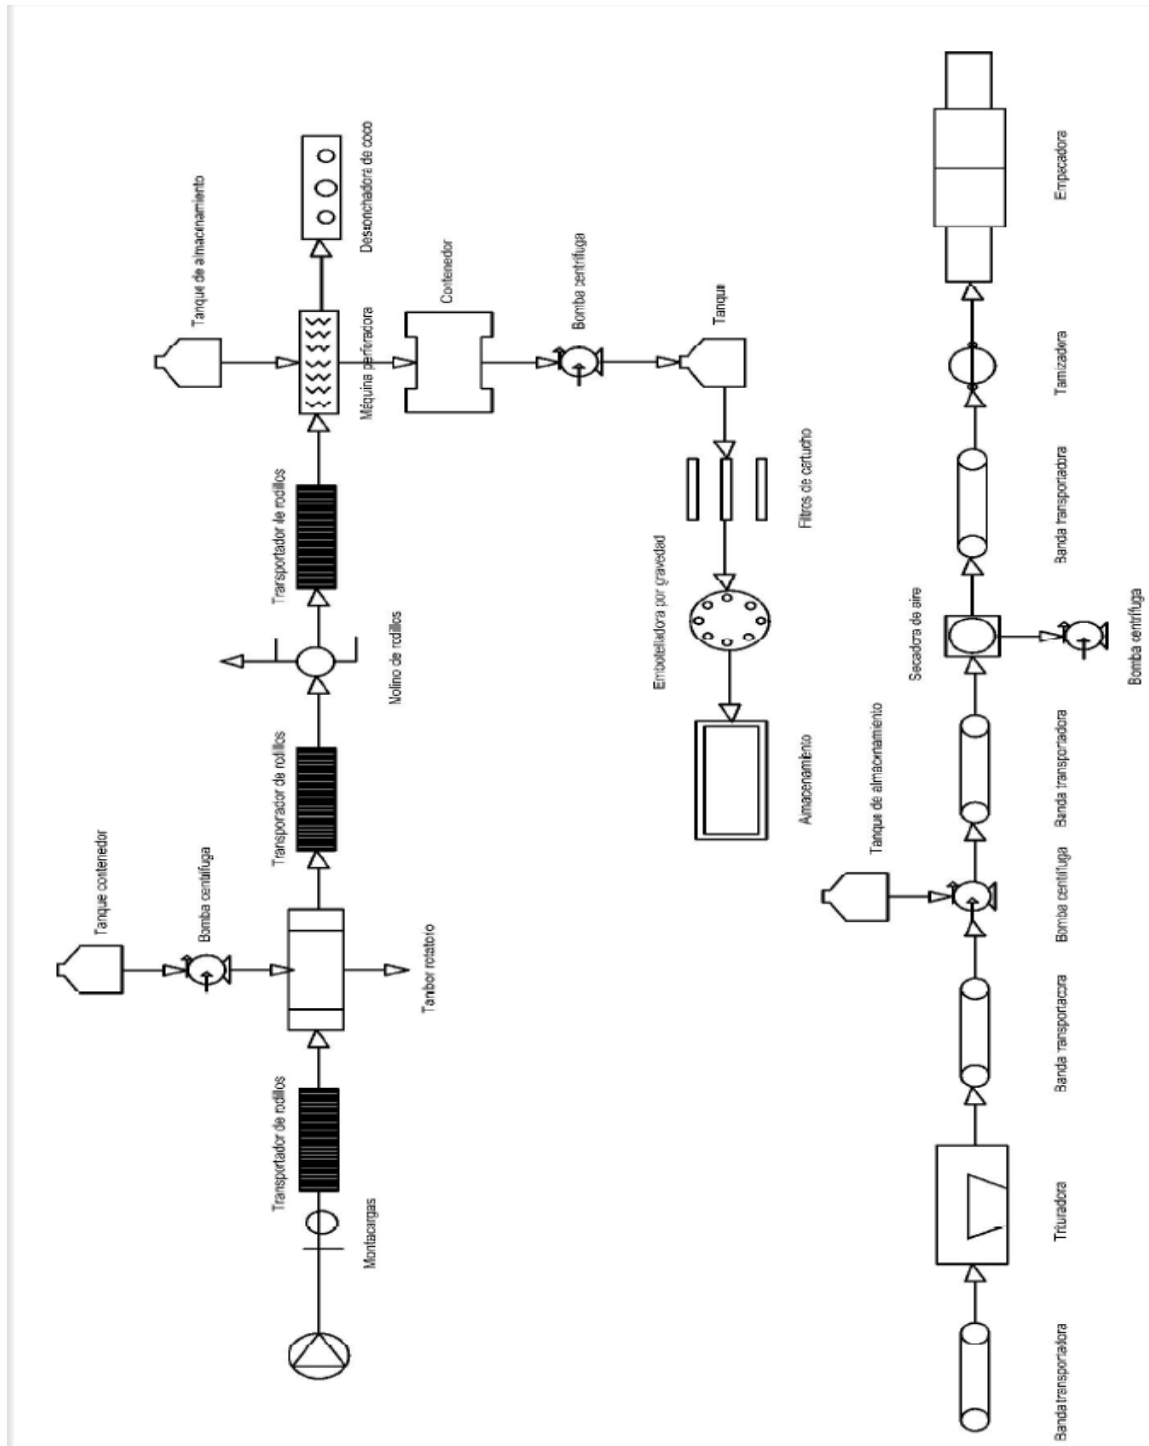 Tanque contenedor
Bomba centrífuga
Tanque de almacenamiento
Transportador de rodillos
Transporador de rodillos
Transportador de rodillos
Montacargas
Tambor rotatorio
Molino de rodillos
Máquina perforadora
Desconchadora de coco
Contenedor
Bomba centrífuga
Tanque
Filtros de cartucho
Embotelladora por gravedad
Almacenamiento
Banda transportadora
Trituradora
Banda transportadora
Tanque de almacenamiento
Bomba centrífuga
Banda transportadora
Secadora de aire
Bomba centrífuga
Banda transportadora
Tamizadora
Empacadora